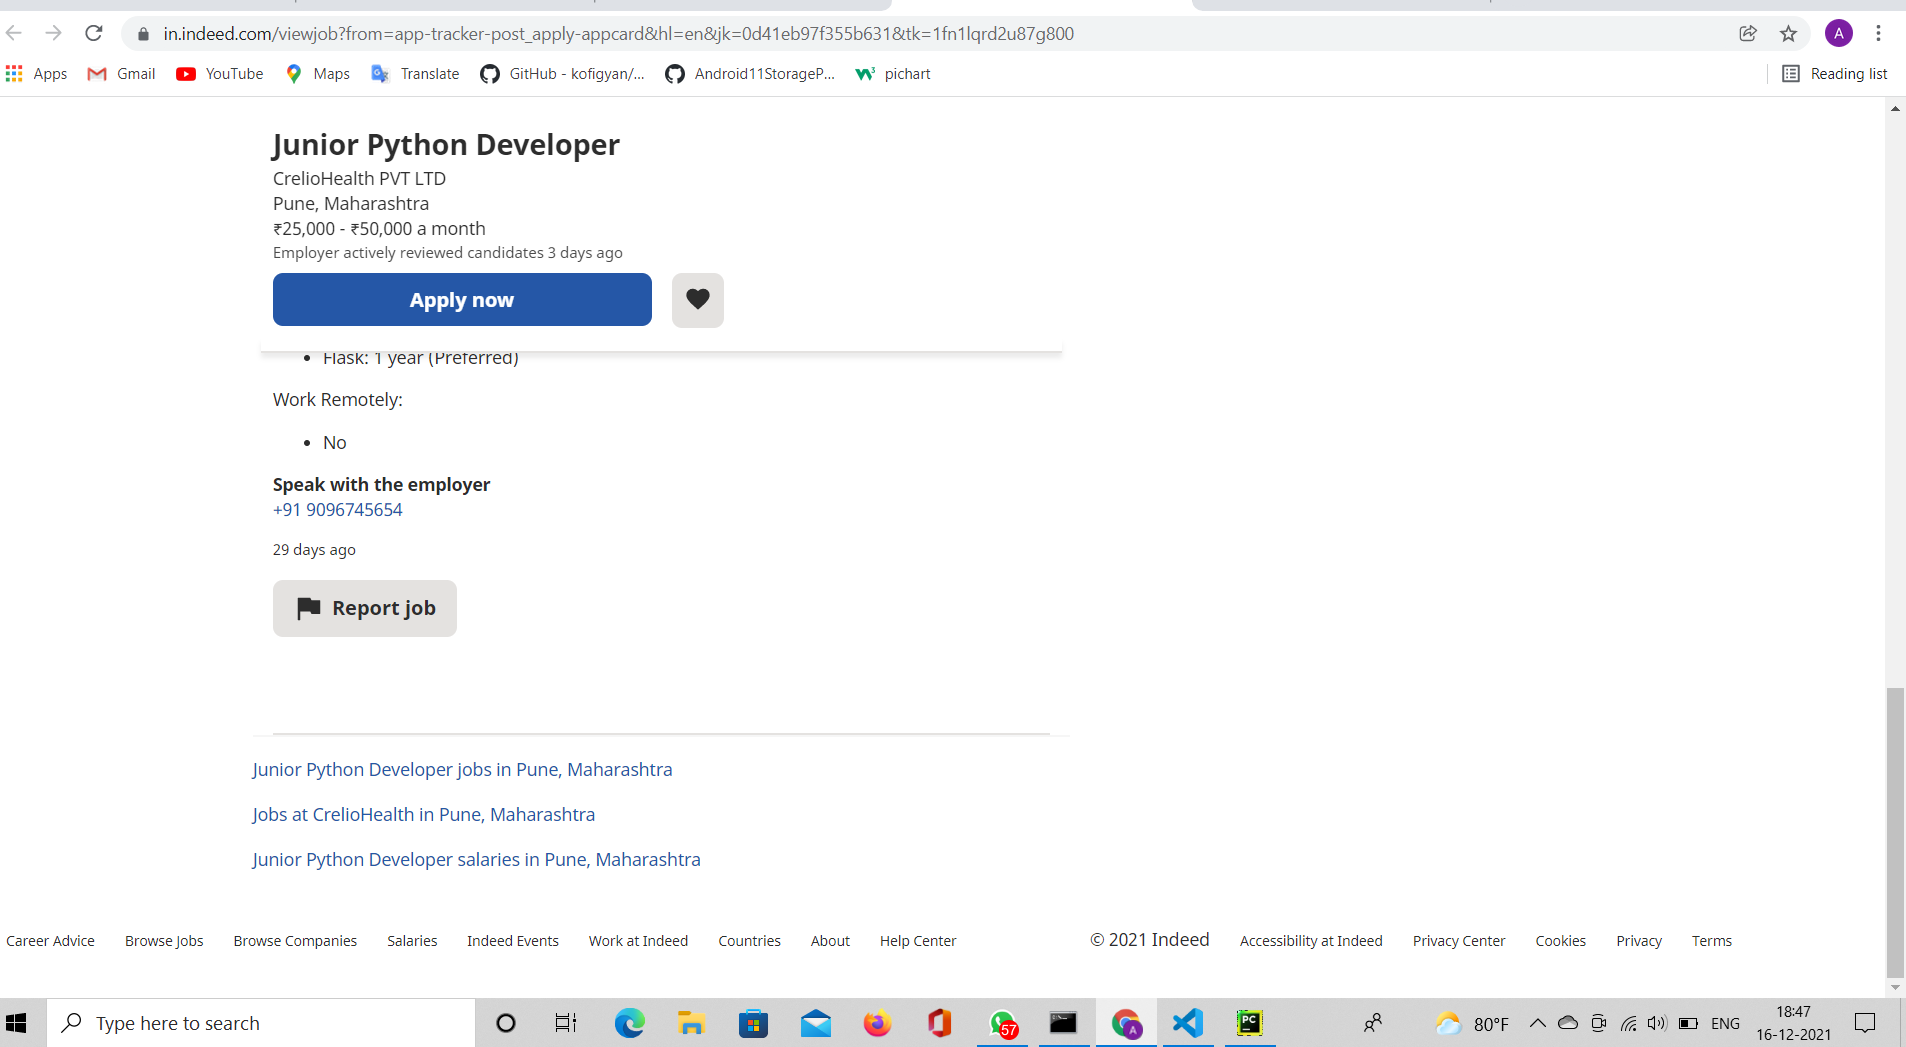 in.indeed.com/viewjob?from=app-tracker-post_apply-appcard&hl=en&jk=0d41eb97f355b631&tk=1fn1lqrd2u87g800
A
Apps Gmail YouTube Maps Translate GitHub - kofigyan/... Android11StorageP... pichart Reading list
Junior Python Developer
CrelioHealth PVT LTD
Pune, Maharashtra
₹25,000 - ₹50,000 a month
Employer actively reviewed candidates 3 days ago
Apply now
• Flask: 1 year (Preferred)
Work Remotely:
• No
Speak with the employer
+91 9096745654
29 days ago
Report job
Junior Python Developer jobs in Pune, Maharashtra
Jobs at CrelioHealth in Pune, Maharashtra
Junior Python Developer salaries in Pune, Maharashtra
Career Advice Browse Jobs Browse Companies Salaries Indeed Events Work at Indeed Countries About Help Center © 2021 Indeed Accessibility at Indeed Privacy Center Cookies Privacy Terms
Type here to search 57 A PC 80°F ENG 18:47
16-12-2021